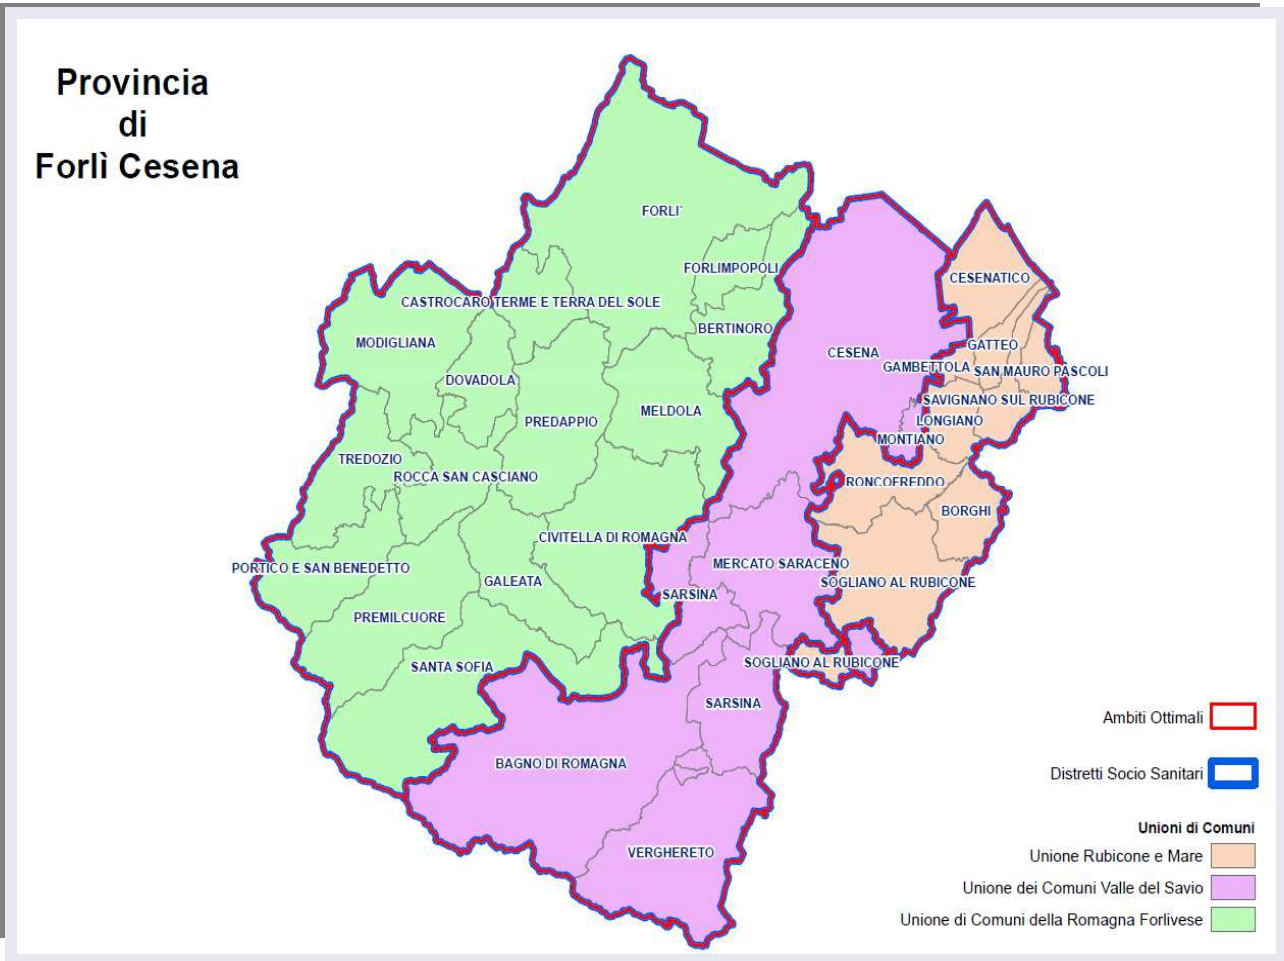 Provincia
di
Forlì Cesena
FORLI'
FORLIMPOPOLI
CESENATICO
CASTROCARO TERME E TERRA DEL SOLE
BERTINORO
MODIGLIANA
GATTEO
CESENA
GAMBETTOLA
SAN MAURO PASCOLI
DOVADOLA
SAVIGNANO SUL RUBICONE
MELDOLA
PREDAPPIO
LONGIANO
MONTIANO
TREDOZIO
ROCCA SAN CASCIANO
RONCOFREDDO
BORGHI
CIVITELLA DI ROMAGNA
MERCATO SARACENO
PORTICO E SAN BENEDETTO
GALEATA
SOGLIANO AL RUBICONE
SARSINA
PREMILCUORE
SANTA SOFIA
SOGLIANO AL RUBICONE
SARSINA
BAGNO DI ROMAGNA
VERGHERETO
Ambiti Ottimali
Distretti Socio Sanitari
Unioni di Comuni
Unione Rubicone e Mare
Unione dei Comuni Valle del Savio
Unione di Comuni della Romagna Forlivese